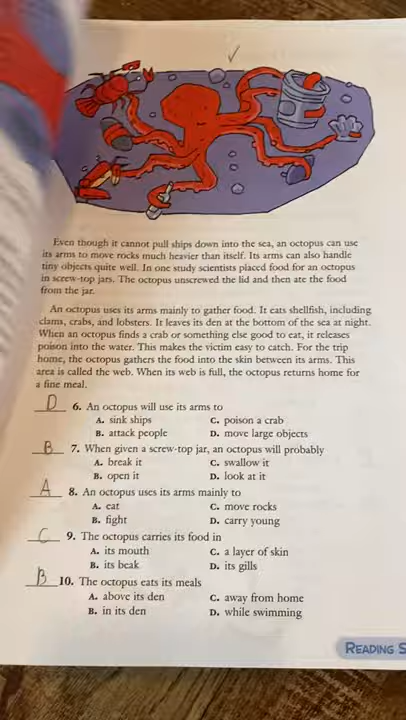 Even though it cannot pull ships down into the sea, an octopus can use
its arms to move rocks much heavier than itself. Its arms can also handle
tiny objects quite well. In one study scientists placed food for an octopus
in screw-top jars. The octopus unscrewed the lid and then ate the food
from the jar.
An octopus uses its arms mainly to gather food. It eats shellfish, including
clams, crabs, and lobsters. It leaves its den at the bottom of the sea at night.
When an octopus finds a crab or something else good to eat, it releases
poison into the water. This makes the victim easy to catch. For the trip
home, the octopus gathers the food into the skin between its arms. This
area is called the web. When its web is full, the octopus returns home for
a fine meal.
D 6. An octopus will use its arms to
A. sink ships C. poison a crab
B. attack people D. move large objects
B 7. When given a screw-top jar, an octopus will probably
A. break it C. swallow it
B. open it D. look at it
A 8. An octopus uses its arms mainly to
A. eat C. move rocks
B. fight D. carry young
C 9. The octopus carries its food in
A. its mouth C. a layer of skin
B. its beak D. its gills
B 10. The octopus eats its meals
A. above its den C. away from home
B. in its den D. while swimming
READING S